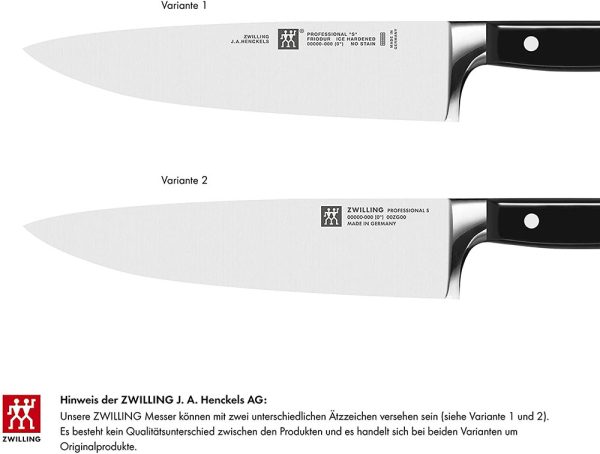 Variante 1
ZWILLING
J.A.HENCKELS
PROFESSIONAL "S"
FRIODUR ICE HARDENED
00000-000 (0") NO STAIN
MADE IN
GERMANY
Variante 2
ZWILLING PROFESSIONAL S
00000-000 (0") 00ZG00
MADE IN GERMANY
Hinweis der ZWILLING J. A. Henckels AG:
Unsere ZWILLING Messer können mit zwei unterschiedlichen Ätzzeichen versehen sein (siehe Variante 1 und 2).
Es besteht kein Qualitätsunterschied zwischen den Produkten und es handelt sich bei beiden Varianten um
Originalprodukte.
ZWILLING